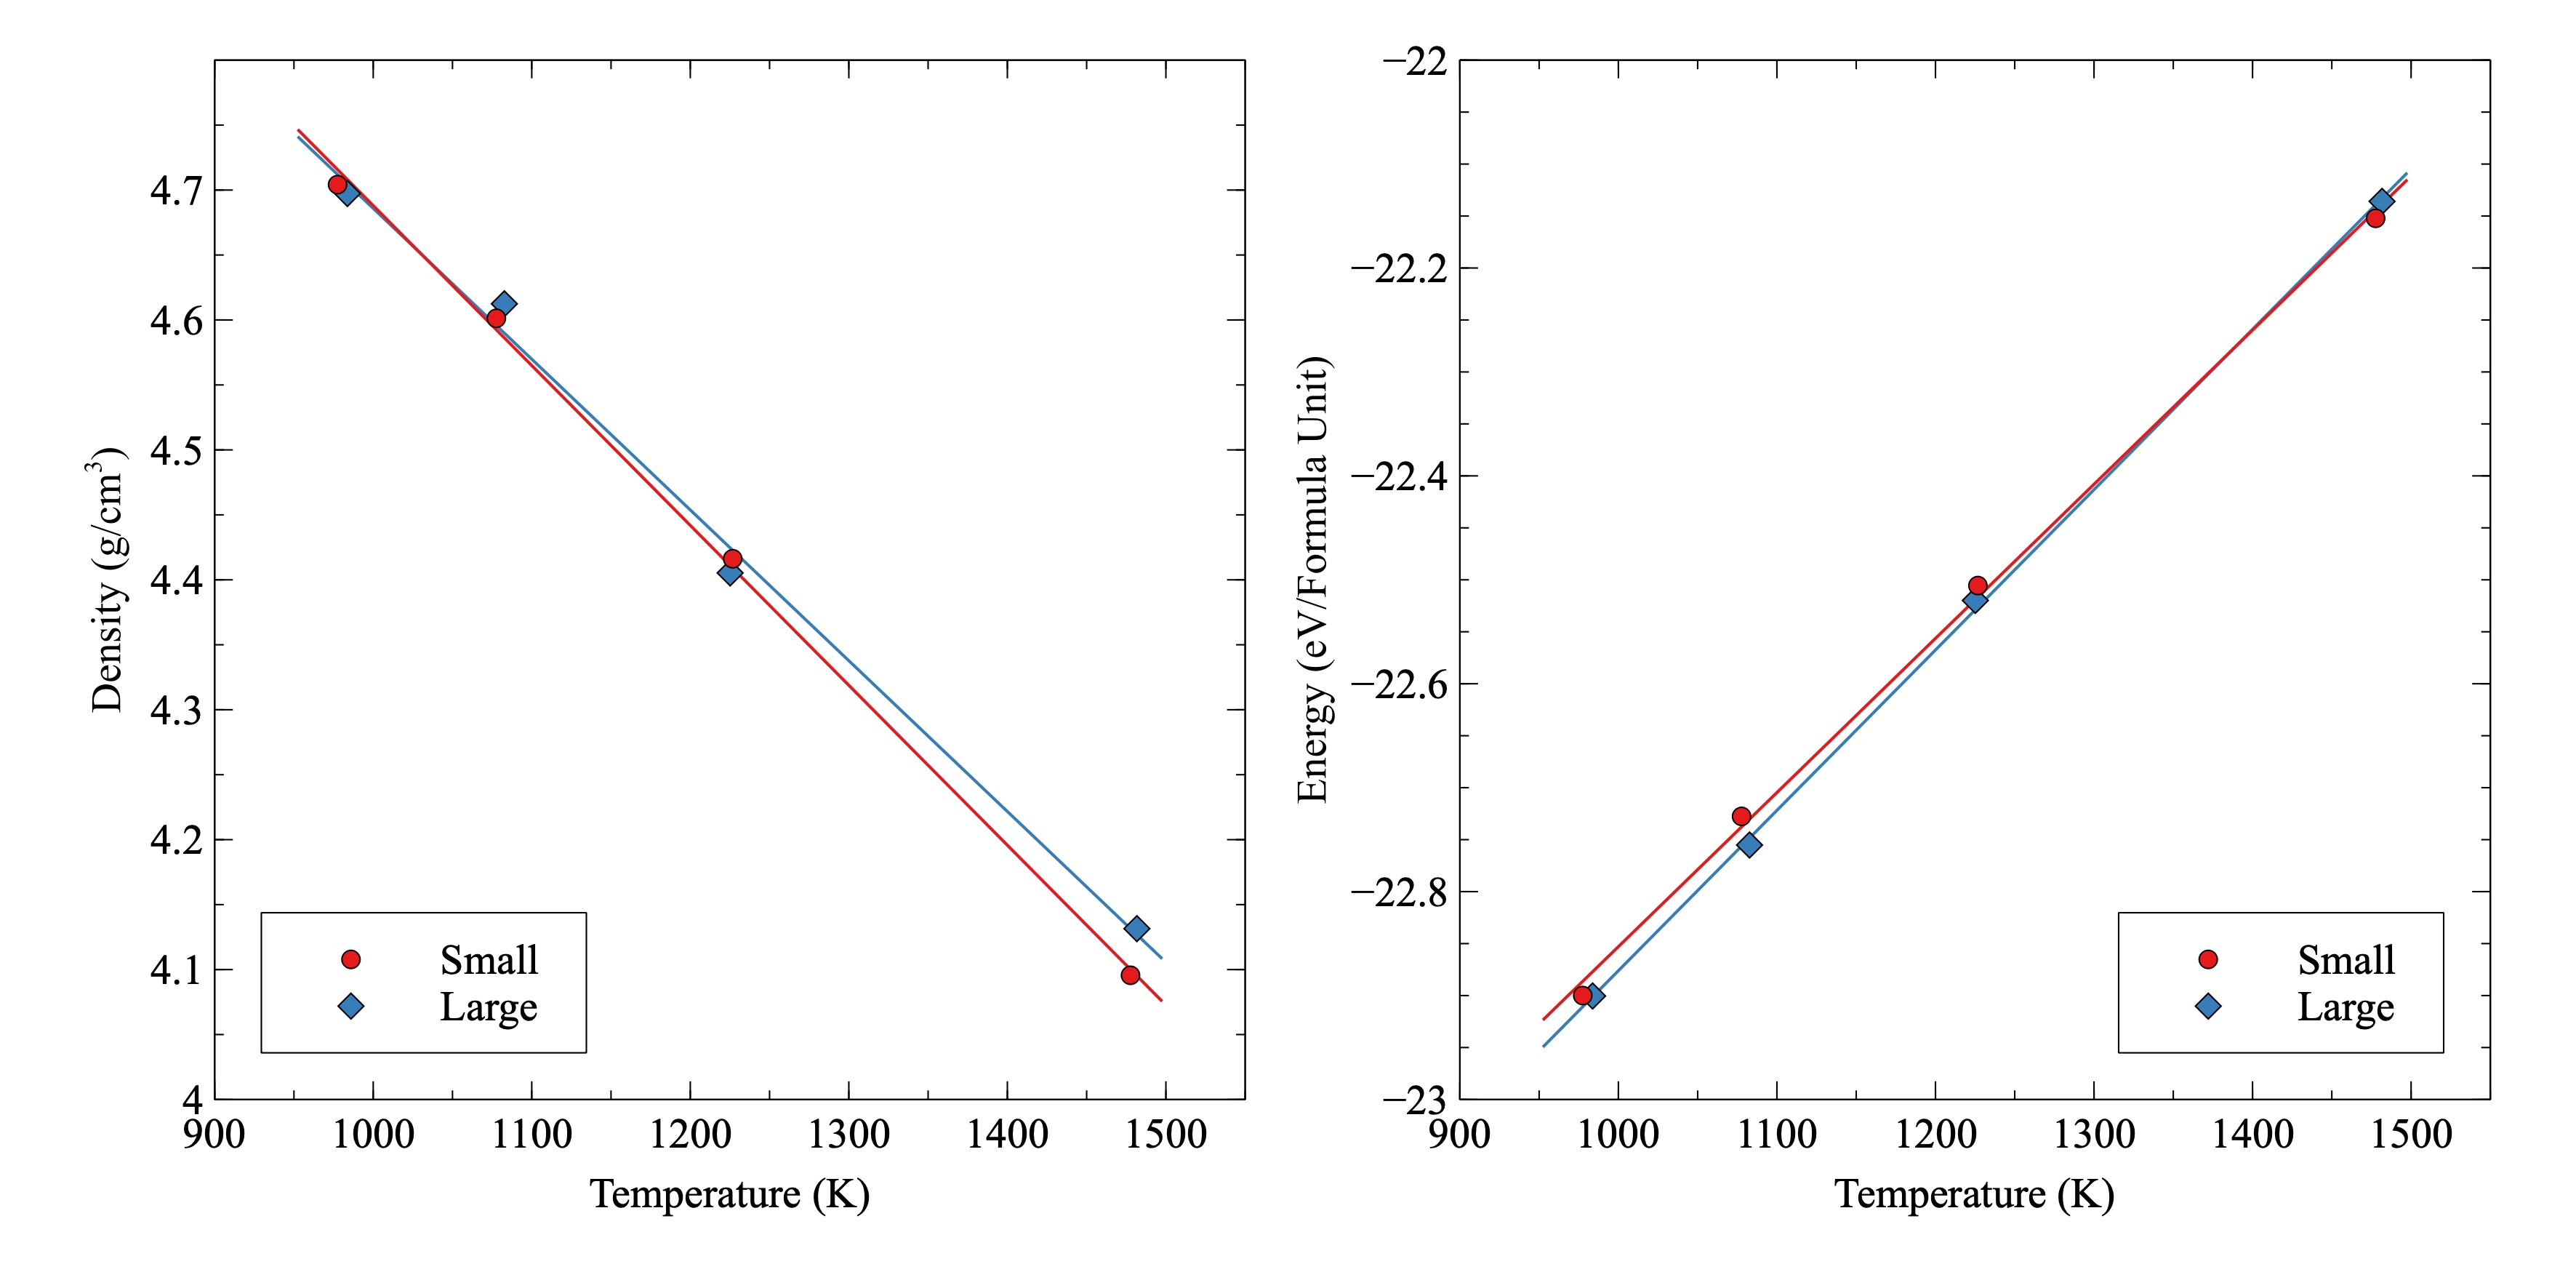 Density (g/cm³)
4.7
4.6
4.5
4.4
4.3
4.2
4.1
4
900 1000 1100 1200 1300 1400 1500
Temperature (K)
Small
Large
Energy (eV/Formula Unit)
−22
−22.2
−22.4
−22.6
−22.8
−23
900 1000 1100 1200 1300 1400 1500
Temperature (K)
Small
Large